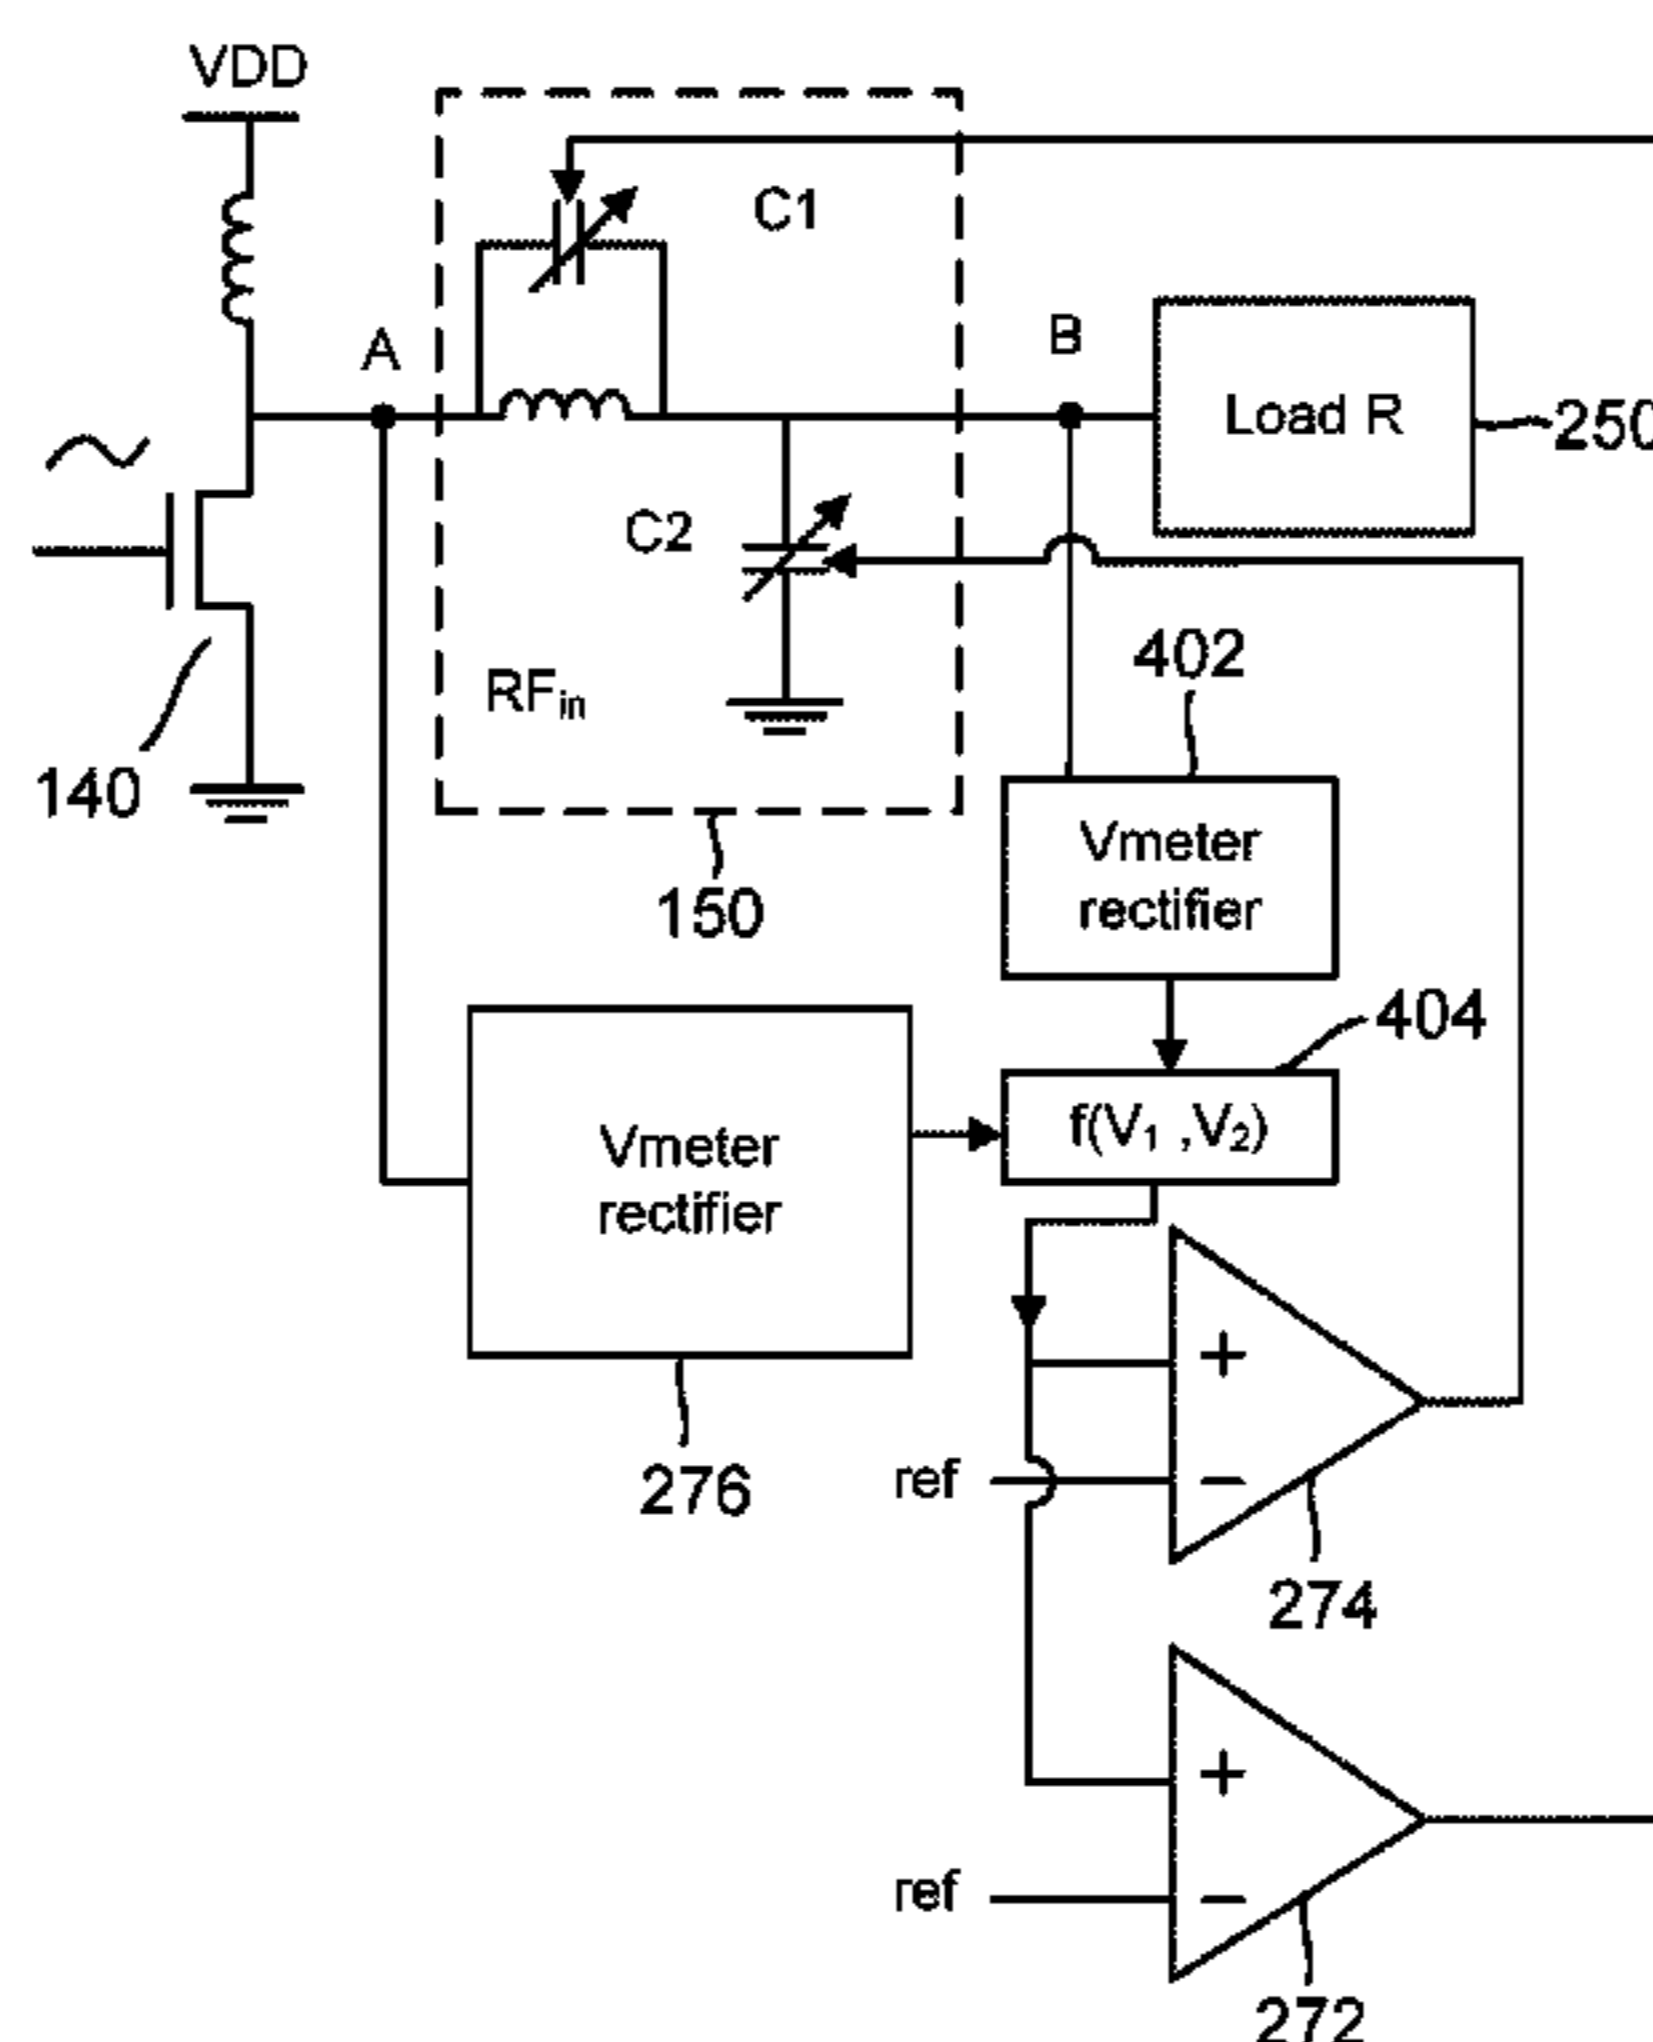 VDD
C1
A
B
Load R
250
C2
402
RFin
140
Vmeter
rectifier
150
404
f(V1 ,V2)
Vmeter
rectifier
+
276
ref
−
274
+
ref
−
272